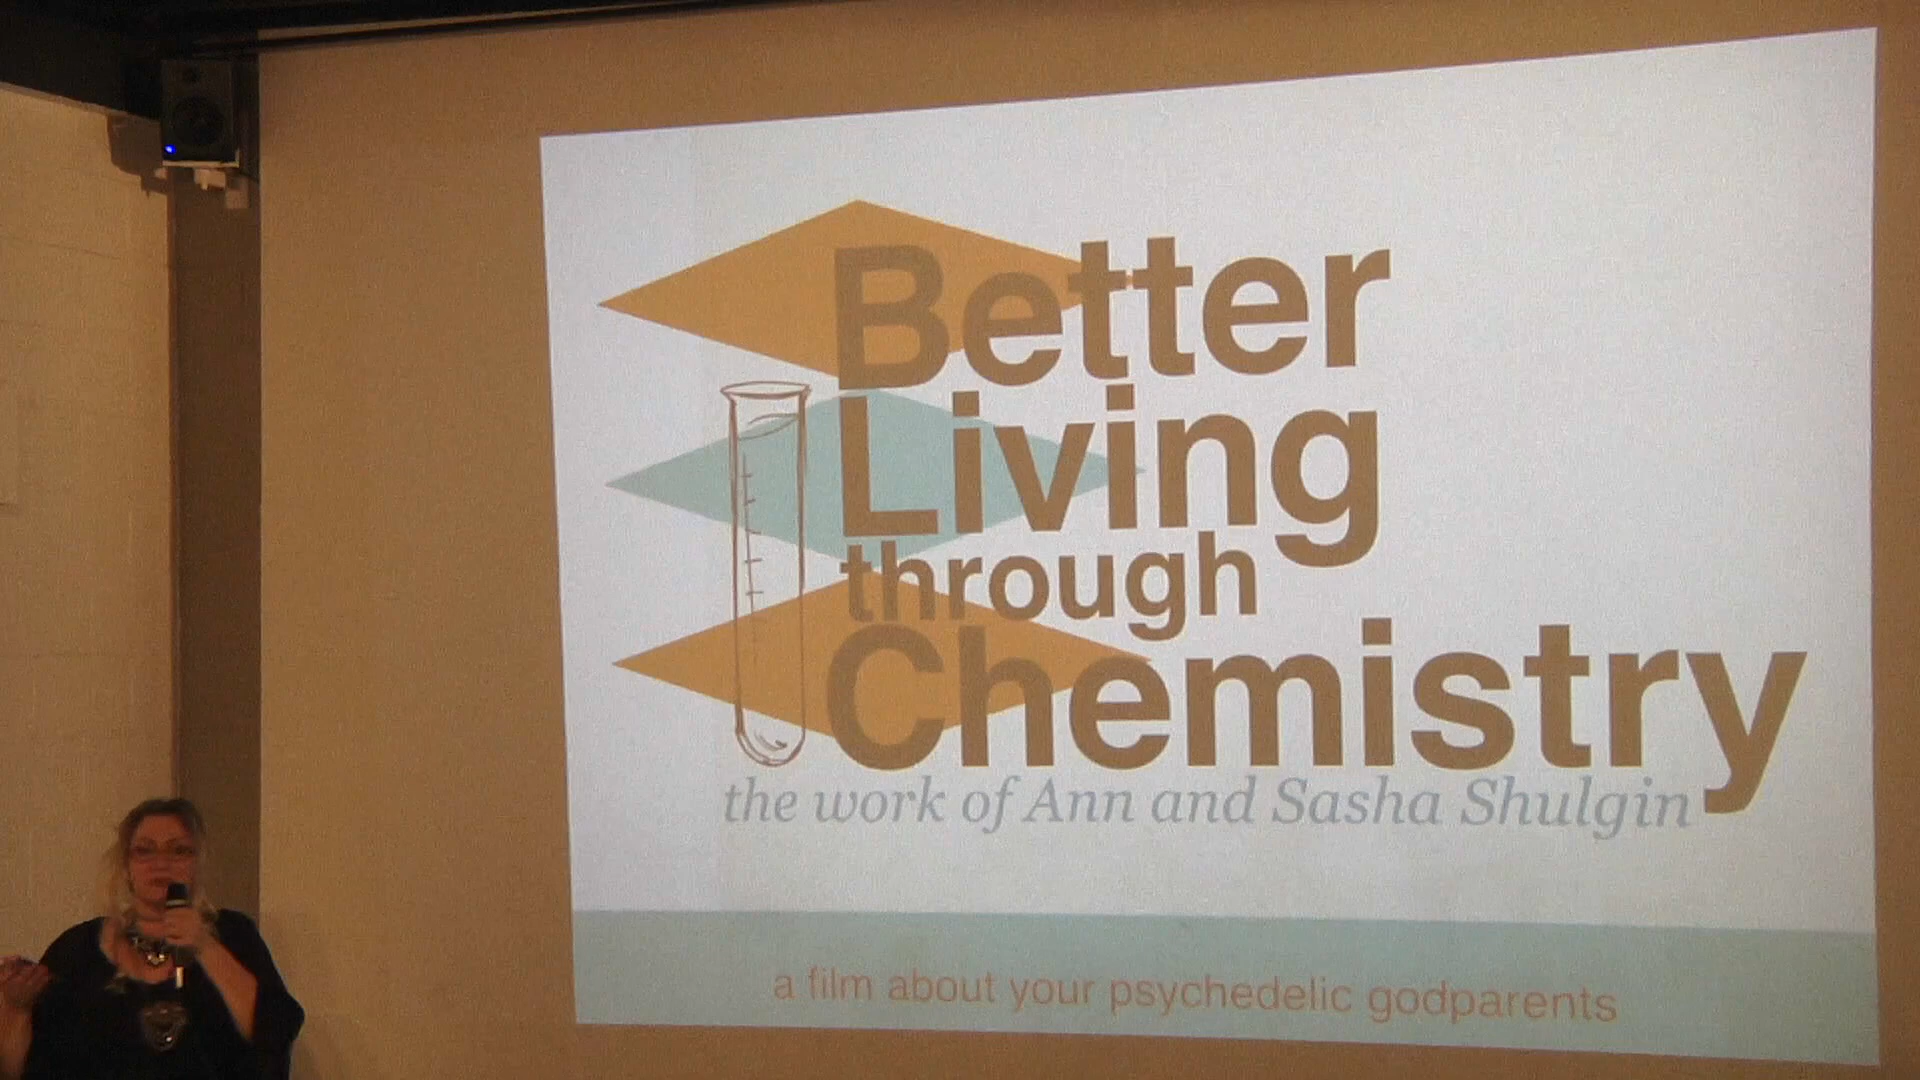 Better
Living
through
Chemistry
the work of Ann and Sasha Shulgin
a film about your psychedelic godparents